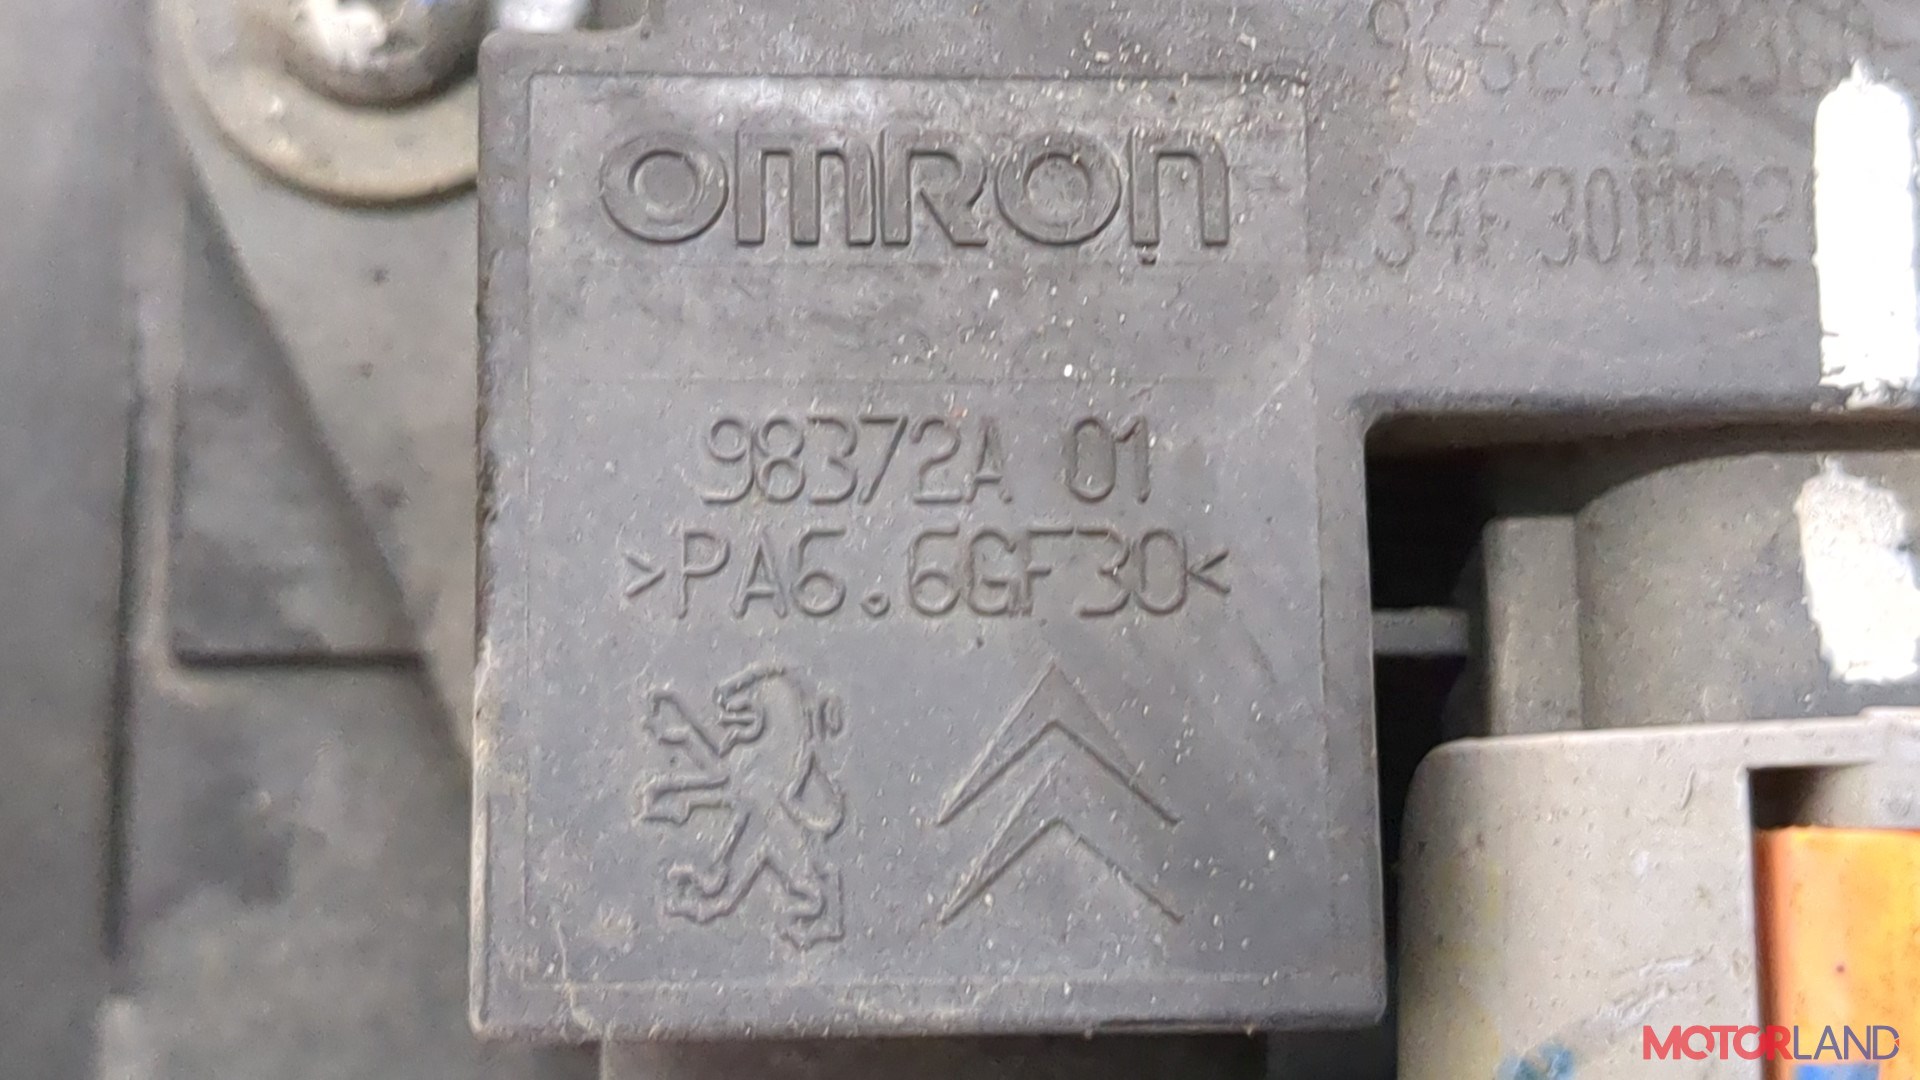 omron
98372A 01
>PA6.6GF30<
MOTORLAND